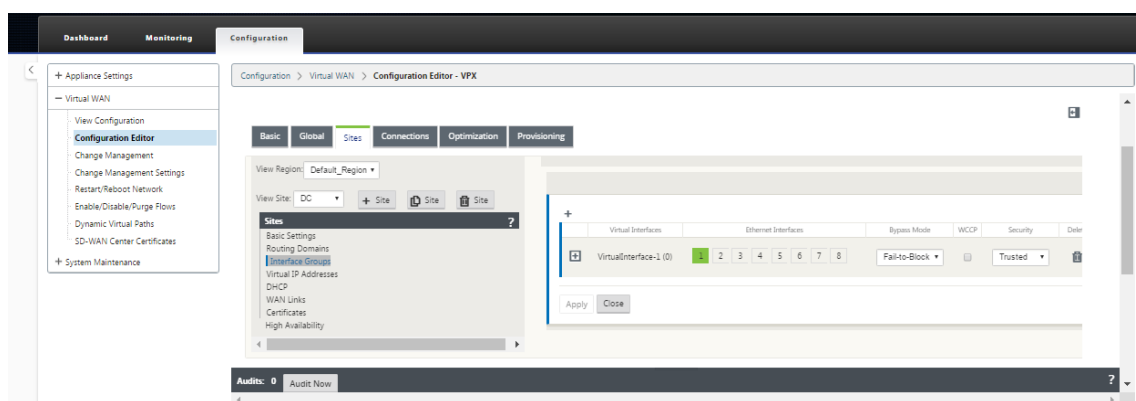 Dashboard Monitoring Configuration
+ Appliance Settings
− Virtual WAN
View Configuration
Configuration Editor
Change Management
Change Management Settings
Restart/Reboot Network
Enable/Disable/Purge Flows
Dynamic Virtual Paths
SD-WAN Center Certificates
+ System Maintenance
Configuration > Virtual WAN > Configuration Editor - VPX
Basic Global Sites Connections Optimization Provisioning
View Region: Default_Region
View Site: DC + Site Site Site
Sites ?
Basic Settings
Routing Domains
Interface Groups
Virtual IP Addresses
DHCP
WAN Links
Certificates
High Availability
+
Virtual Interfaces Ethernet Interfaces Bypass Mode WCCP Security Dele
+ VirtualInterface-1 (0) 1 2 3 4 5 6 7 8 Fail-to-Block Trusted
Apply Close
Audits: 0 Audit Now ?